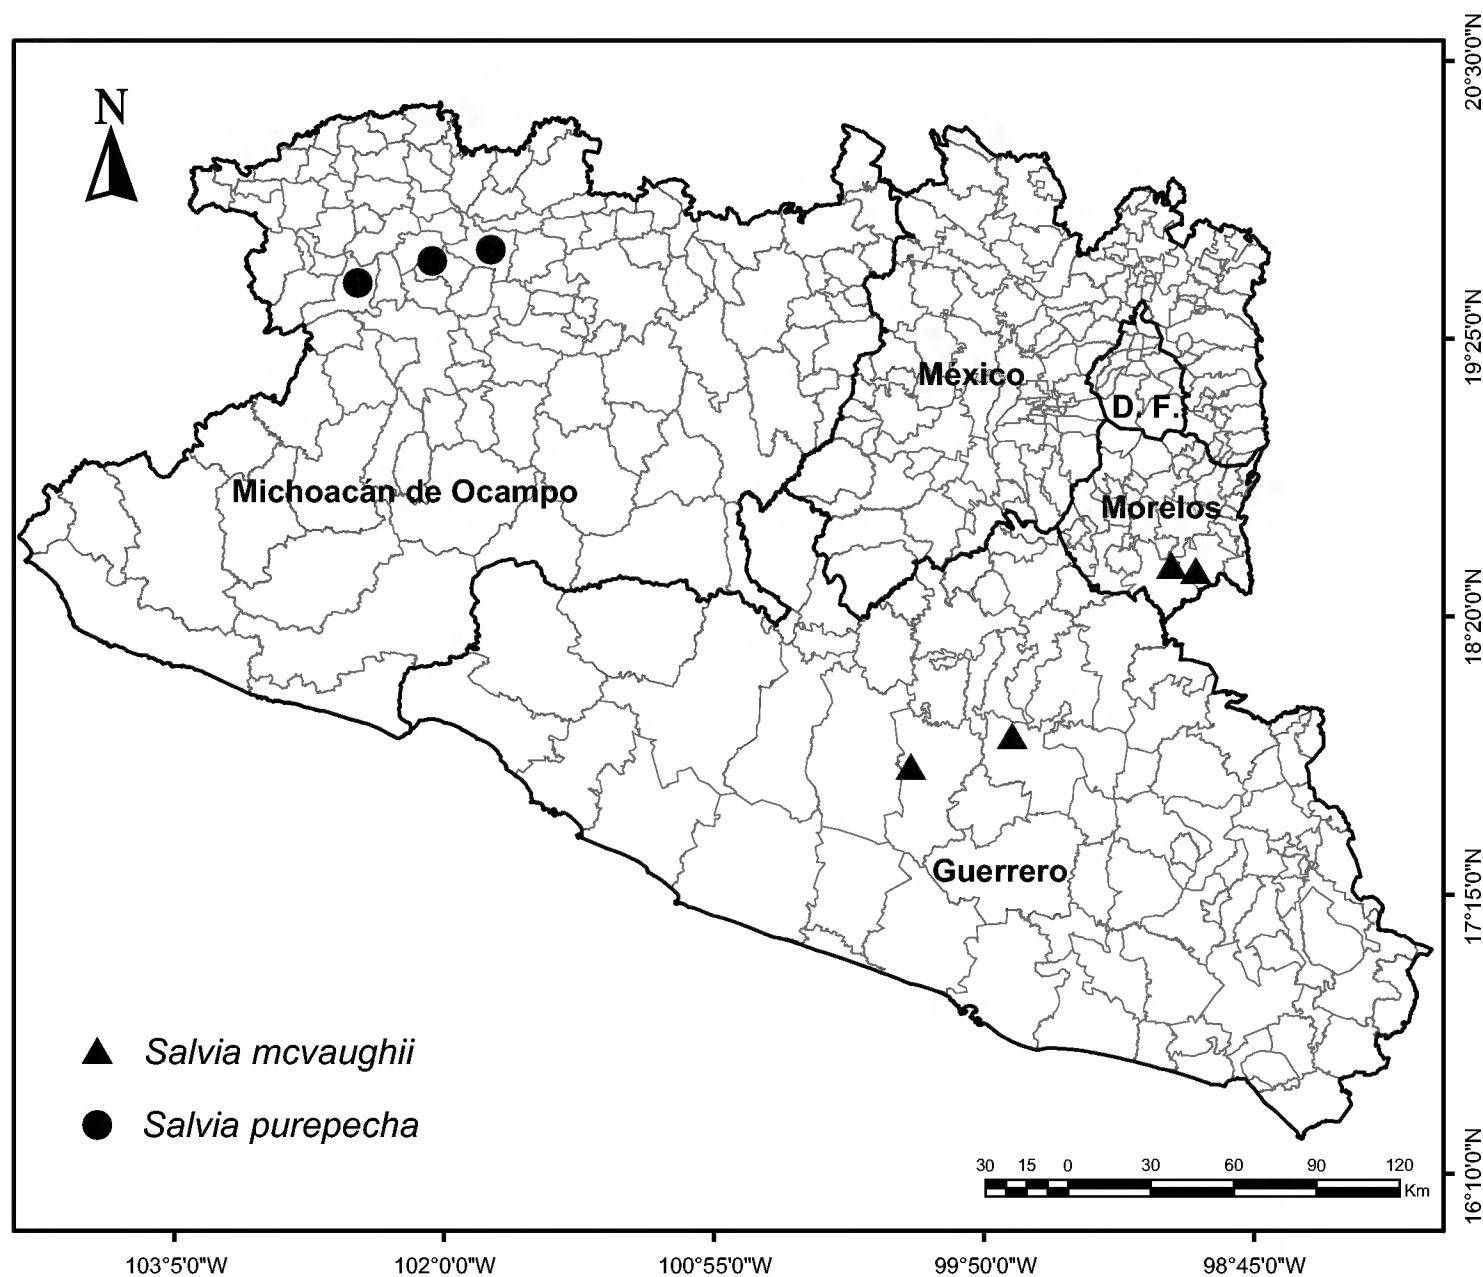 N
20°30'0"N
19°25'0"N
18°20'0"N
17°15'0"N
16°10'0"N
México
D. F.
Michoacán de Ocampo
Morelos
Guerrero
Salvia mcvaughii
Salvia purepecha
30 15 0 30 60 90 120
Km
103°5'0"W 102°0'0"W 100°55'0"W 99°50'0"W 98°45'0"W